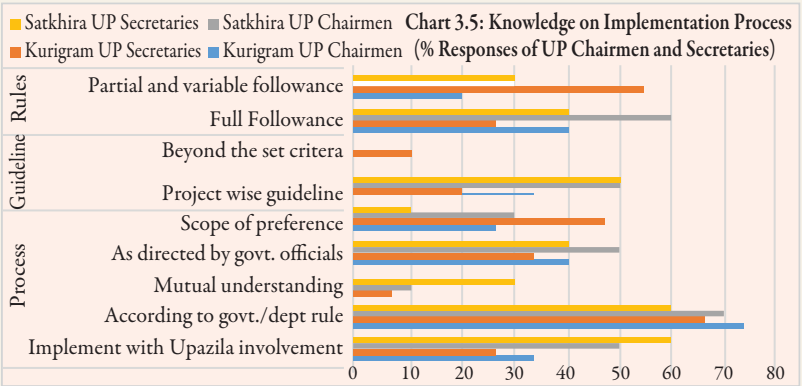 Satkhira UP Secretaries Satkhira UP Chairmen Chart 3.5: Knowledge on Implementation Process
Kurigram UP Secretaries Kurigram UP Chairmen (% Responses of UP Chairmen and Secretaries)
Rules
Partial and variable followance
Full Followance
Guideline
Beyond the set critera
Project wise guideline
Process
Scope of preference
As directed by govt. officials
Mutual understanding
According to govt./dept rule
Implement with Upazila involvement
0 10 20 30 40 50 60 70 80